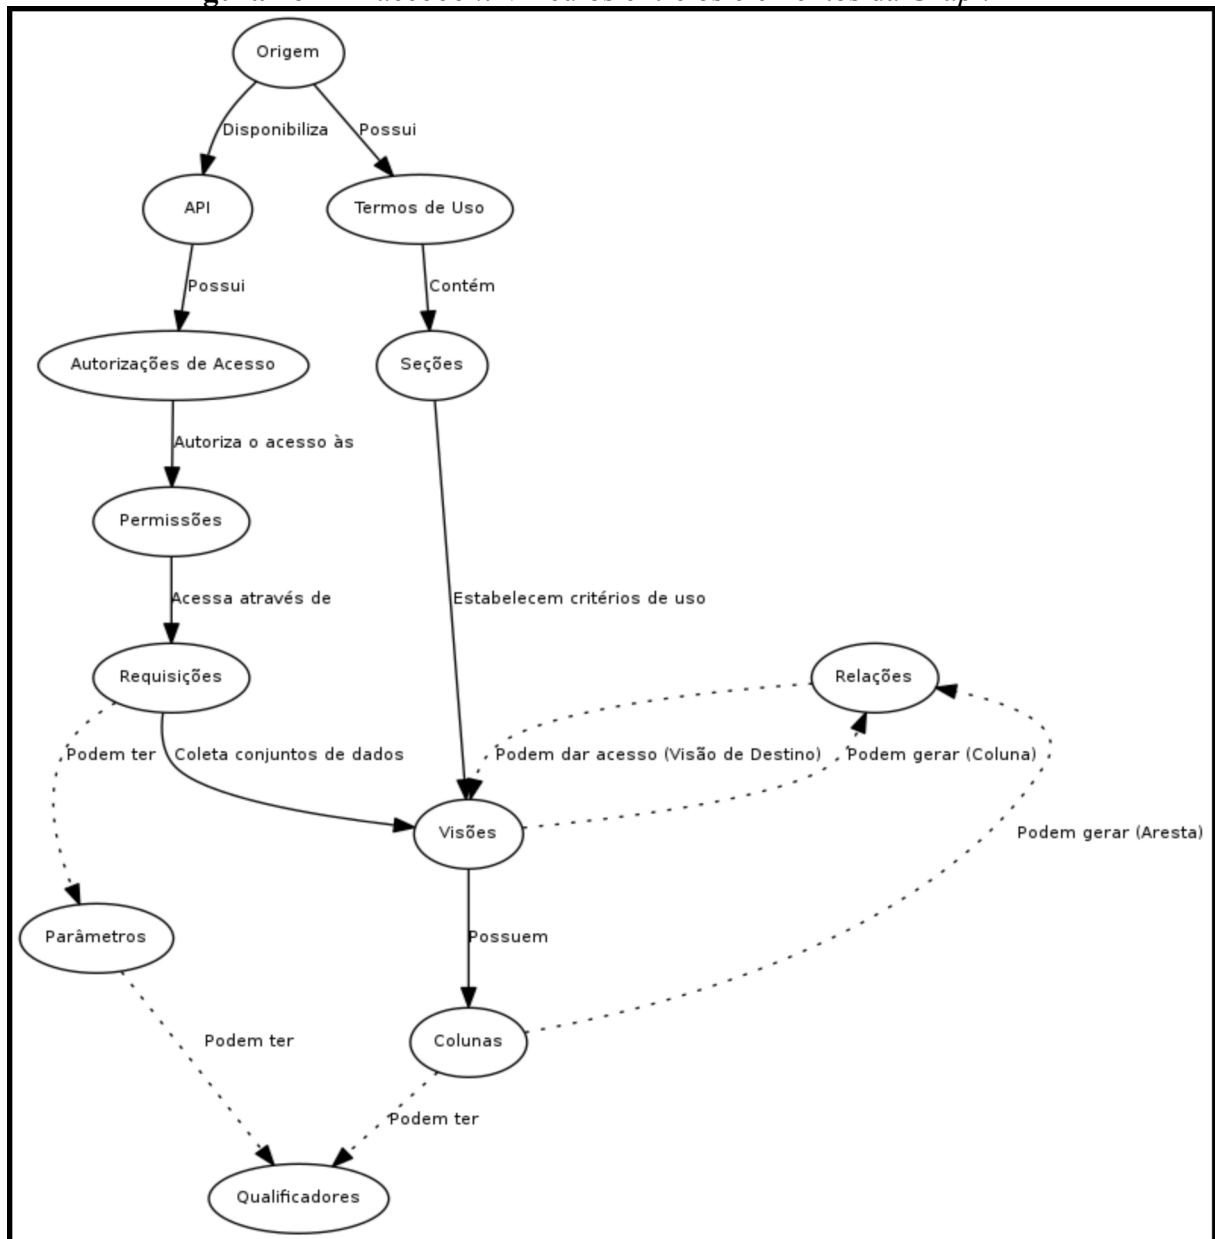 Origem
Disponibiliza
Possui
API
Termos de Uso
Possui
Contém
Autorizações de Acesso
Seções
Autoriza o acesso às
Permissões
Acessa através de
Estabelecem critérios de uso
Requisições
Relações
Podem ter
Coleta conjuntos de dados
Podem dar acesso (Visão de Destino)
Podem gerar (Coluna)
Visões
Podem gerar (Aresta)
Parâmetros
Possuem
Podem ter
Colunas
Podem ter
Qualificadores